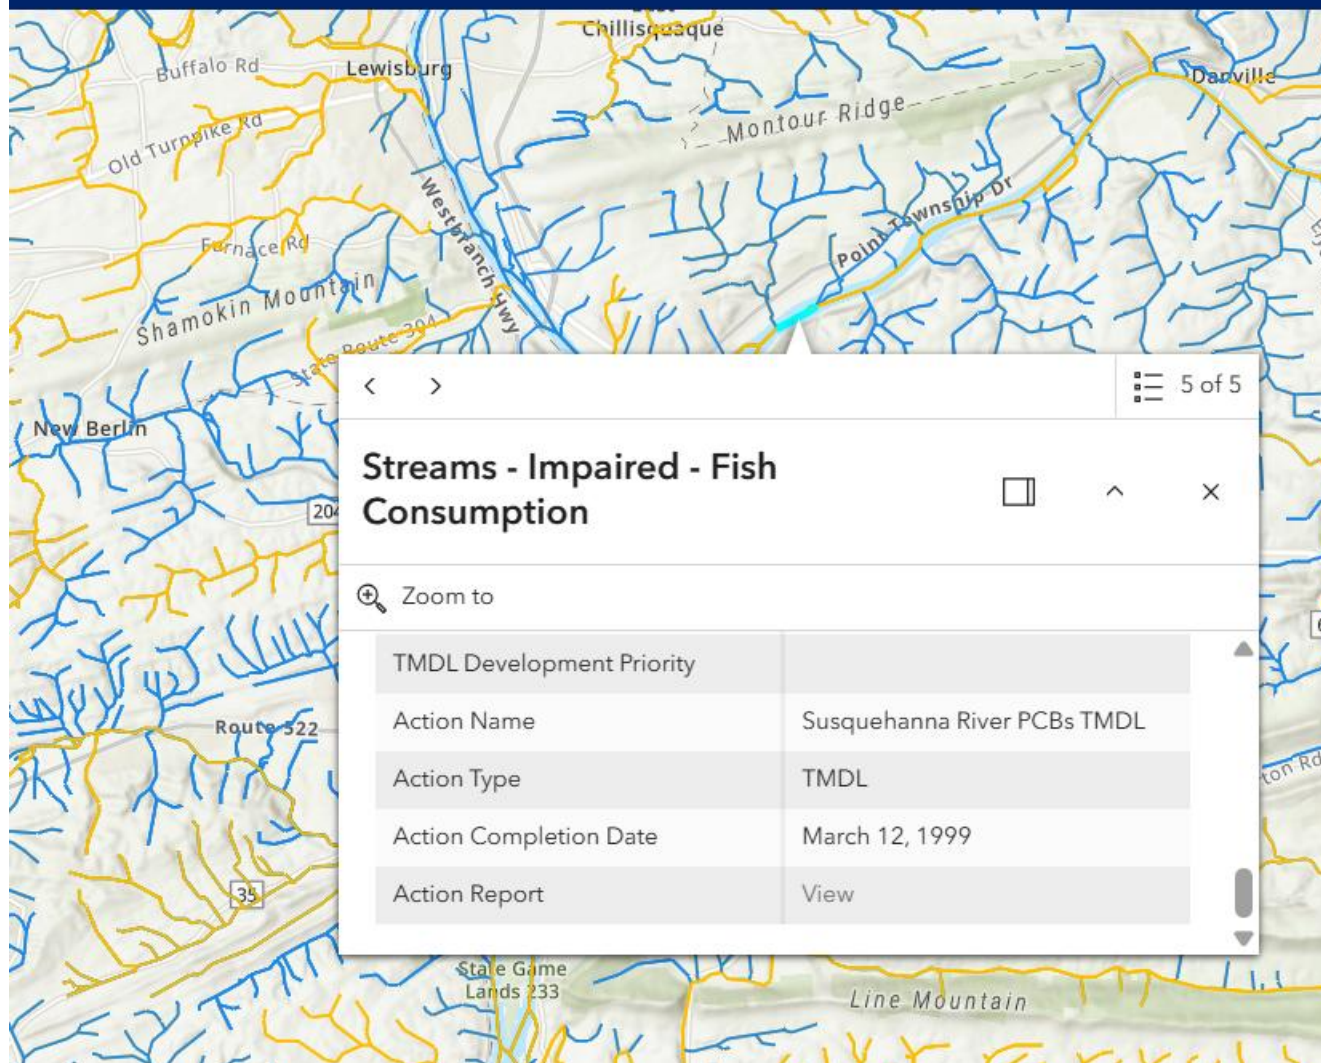 Chillisquaque
Buffalo Rd
Lewisburg
Danville
Montour Ridge
Old Turnpike Rd
Westbranch Hwy
Point Township Dr
Furnace Rd
Shamokin Mountain
State Route 304
5 of 5
New Berlin
Streams - Impaired - Fish
Consumption
204
Zoom to
TMDL Development Priority
Action Name Susquehanna River PCBs TMDL
Route 522
Action Type TMDL
ton Rd
Action Completion Date March 12, 1999
Action Report View
35
State Game
Lands 233
Line Mountain